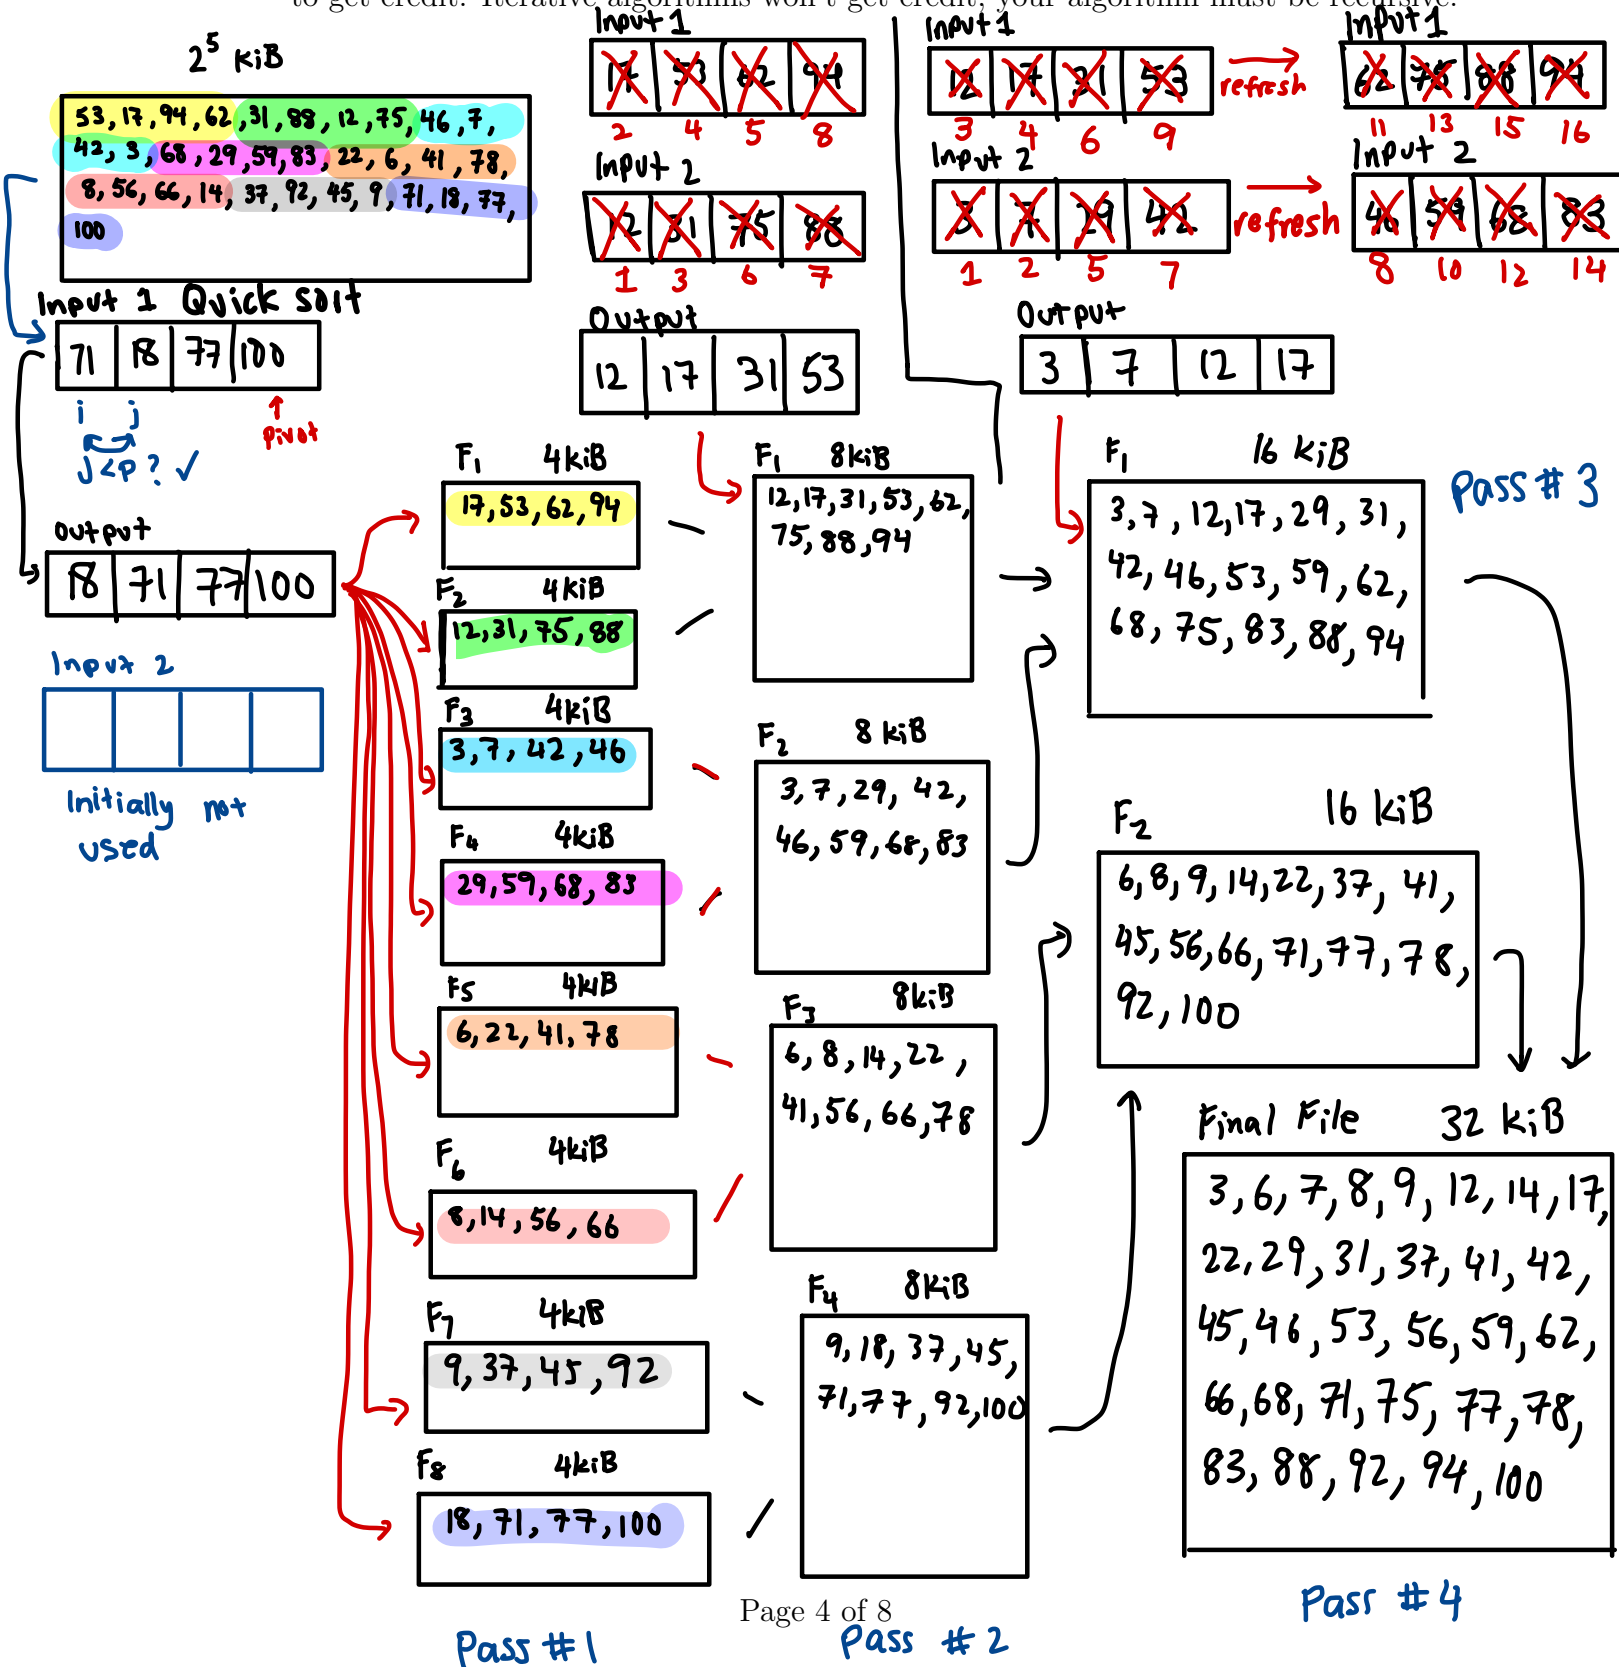 to get credit. Iterative algorithms won't get credit, your algorithm must be recursive.
2^5 KiB
53, 17, 94, 62, 31, 88, 12, 75, 46, 7,
42, 3, 68, 29, 59, 83, 22, 6, 41, 78,
8, 56, 66, 14, 37, 92, 45, 9, 71, 18, 77,
100
Input 1 Quick sort
71 18 77 100
i j
pivot
j<p? ✓
output
18 71 77 100
Input 2
Initially not
used
Input 1
17 53 62 94
2 4 5 8
Input 2
12 31 75 88
1 3 6 7
Output
12 17 31 53
Input 1
12 17 31 53
refresh
3 4 6 9
Input 1
62 75 88 94
11 13 15 16
Input 2
3 7 29 42
refresh
1 2 5 7
Input 2
46 59 68 83
8 10 12 14
Output
3 7 12 17
F1 4kiB
17, 53, 62, 94
F2 4kiB
12, 31, 75, 88
F3 4kiB
3, 7, 42, 46
F4 4kiB
29, 59, 68, 83
F5 4kiB
6, 22, 41, 78
F6 4kiB
8, 14, 56, 66
F7 4kiB
9, 37, 45, 92
F8 4kiB
18, 71, 77, 100
Pass #1
F1 8kiB
12, 17, 31, 53, 62,
75, 88, 94
F2 8 kiB
3, 7, 29, 42,
46, 59, 68, 83
F3 8kiB
6, 8, 14, 22,
41, 56, 66, 78
F4 8kiB
9, 18, 37, 45,
71, 77, 92, 100
Page 4 of 8
Pass #2
F1 16 kiB
3, 7, 12, 17, 29, 31,
42, 46, 53, 59, 62,
68, 75, 83, 88, 94
Pass #3
F2 16 kiB
6, 8, 9, 14, 22, 37, 41,
45, 56, 66, 71, 77, 78,
92, 100
Final File 32 kiB
3, 6, 7, 8, 9, 12, 14, 17,
22, 29, 31, 37, 41, 42,
45, 46, 53, 56, 59, 62,
66, 68, 71, 75, 77, 78,
83, 88, 92, 94, 100
Pass #4